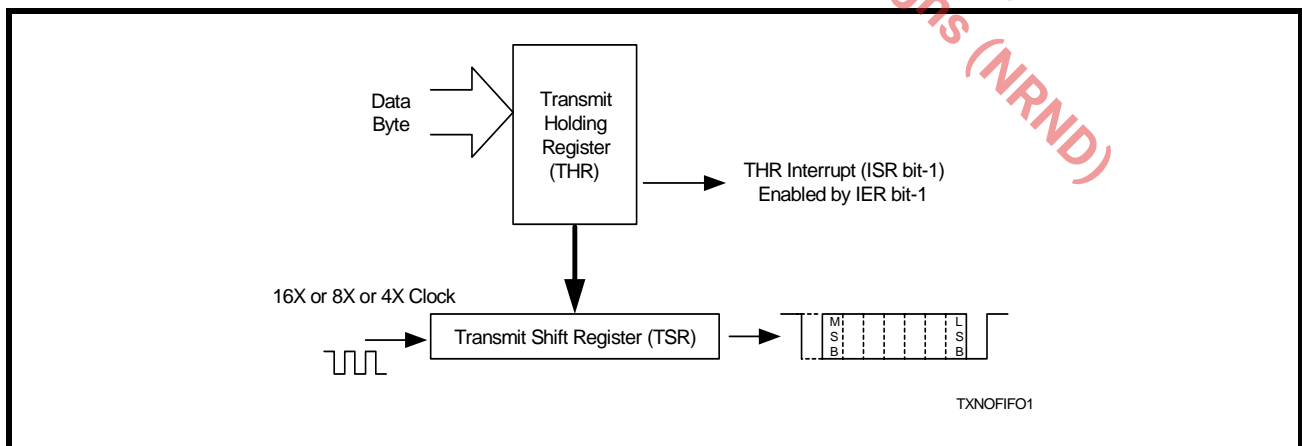 gns (NRND)
Data
Byte
Transmit
Holding
Register
(THR)
THR Interrupt (ISR bit-1)
Enabled by IER bit-1
16X or 8X or 4X Clock
Transmit Shift Register (TSR)
M
S
B
L
S
B
TXNOFIFO1